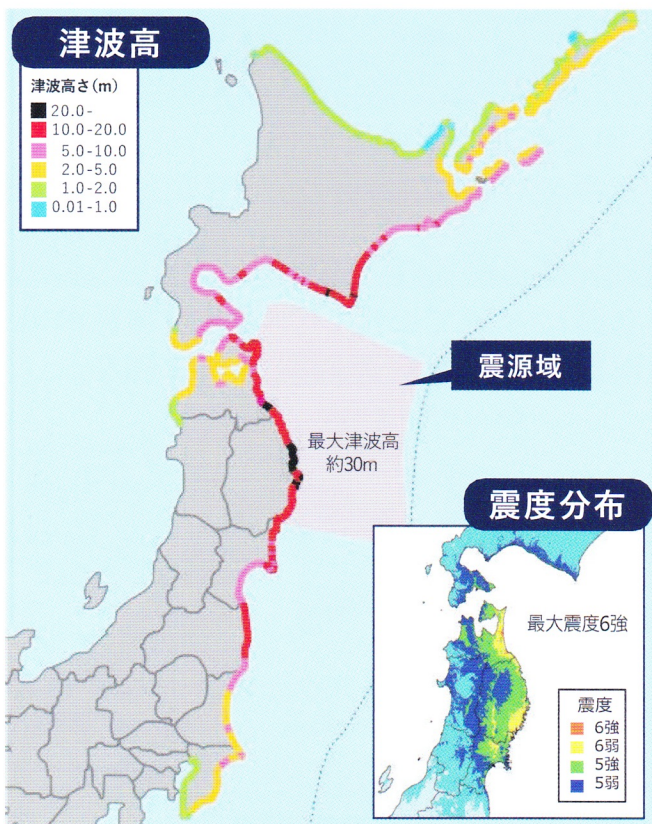 津波高
津波高さ(m)
20.0-
10.0-20.0
5.0-10.0
2.0-5.0
1.0-2.0
0.01-1.0
震源域
最大津波高
約30m
震度分布
最大震度6強
震度
6強
6弱
5強
5弱